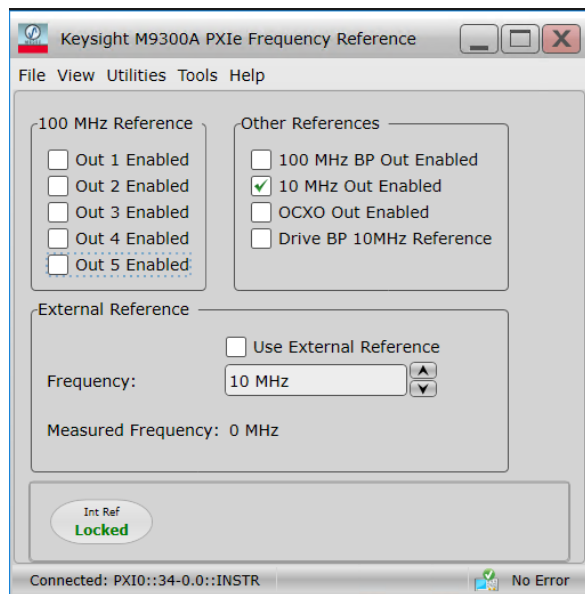 Keysight M9300A PXIe Frequency Reference
File View Utilities Tools Help
100 MHz Reference
Out 1 Enabled
Out 2 Enabled
Out 3 Enabled
Out 4 Enabled
Out 5 Enabled
Other References
100 MHz BP Out Enabled
10 MHz Out Enabled
OCXO Out Enabled
Drive BP 10MHz Reference
External Reference
Use External Reference
Frequency: 10 MHz
Measured Frequency: 0 MHz
Int Ref
Locked
Connected: PXI0::34-0.0::INSTR No Error